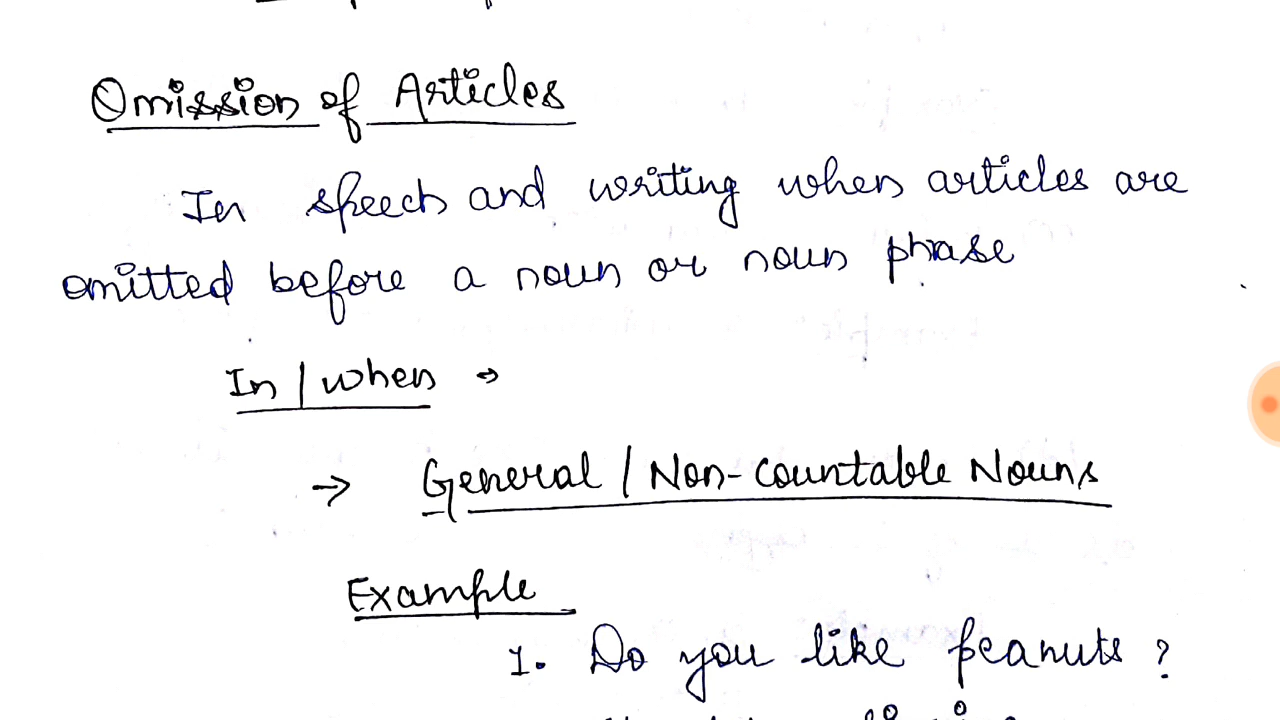 Omission of Articles
In speech and writing when articles are
omitted before a noun or noun phrase
In / when →
→ General / Non-countable Nouns
Example
1. Do you like peanuts ?